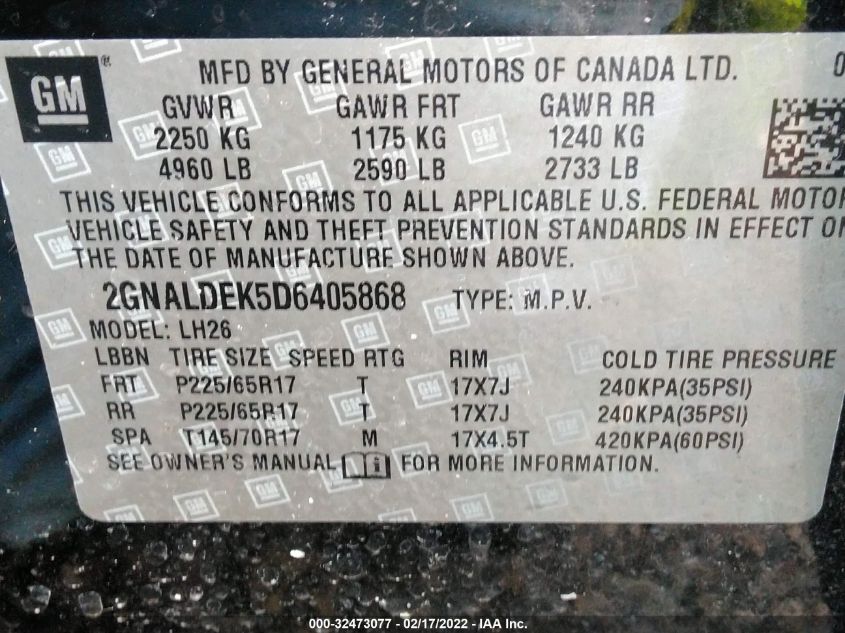 GM ®
MFD BY GENERAL MOTORS OF CANADA LTD. 0
GVWR GAWR FRT GAWR RR
2250 KG 1175 KG 1240 KG
4960 LB 2590 LB 2733 LB
THIS VEHICLE CONFORMS TO ALL APPLICABLE U.S. FEDERAL MOTOR
VEHICLE SAFETY AND THEFT PREVENTION STANDARDS IN EFFECT ON
THE DATE OF MANUFACTURE SHOWN ABOVE.
2GNALDEK5D6405868 TYPE: M.P.V.
MODEL: LH26
LBBN TIRE SIZE SPEED RTG RIM COLD TIRE PRESSURE
FRT P225/65R17 T 17X7J 240KPA(35PSI)
RR P225/65R17 T 17X7J 240KPA(35PSI)
SPA T145/70R17 M 17X4.5T 420KPA(60PSI)
SEE OWNER'S MANUAL FOR MORE INFORMATION.
000-32473077 - 02/17/2022 - IAA Inc.